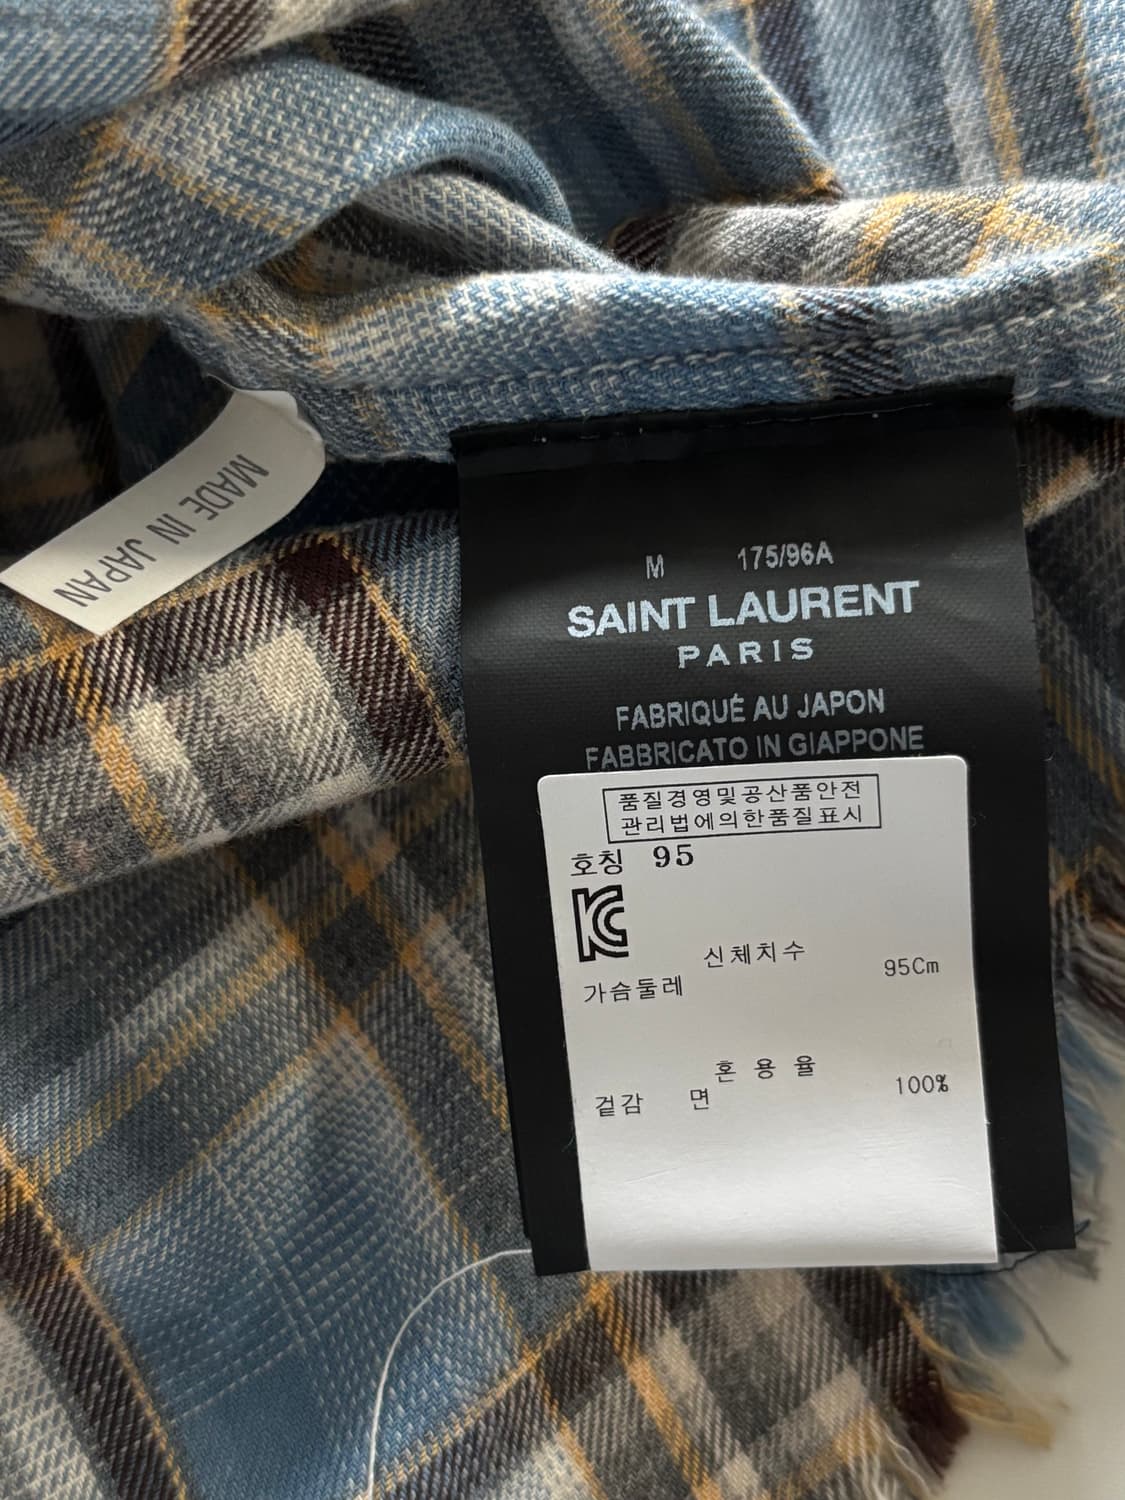 MADE IN JAPAN
M 175/96A
SAINT LAURENT
PARIS
FABRIQUÉ AU JAPON
FABBRICATO IN GIAPPONE
품질경영및공산품안전
관리법에의한품질표시
호칭 95
신체치수
가슴둘레 95Cm
혼용율
겉감 면 100%